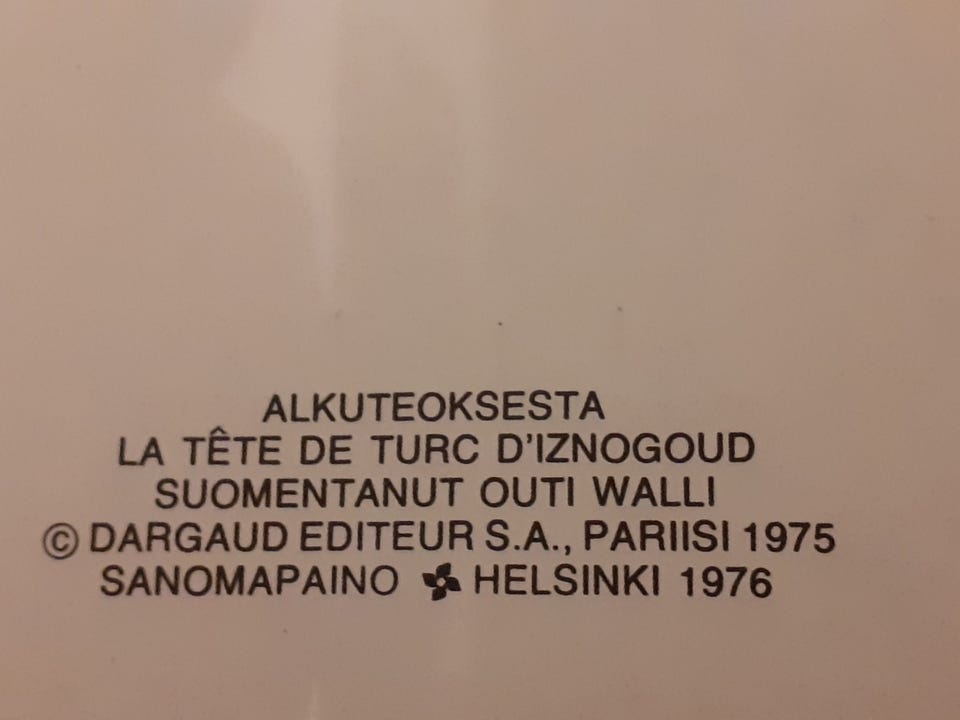 ALKUTEOKSESTA
LA TÊTE DE TURC D'IZNOGOUD
SUOMENTANUT OUTI WALLI
© DARGAUD EDITEUR S.A., PARIISI 1975
SANOMAPAINO HELSINKI 1976